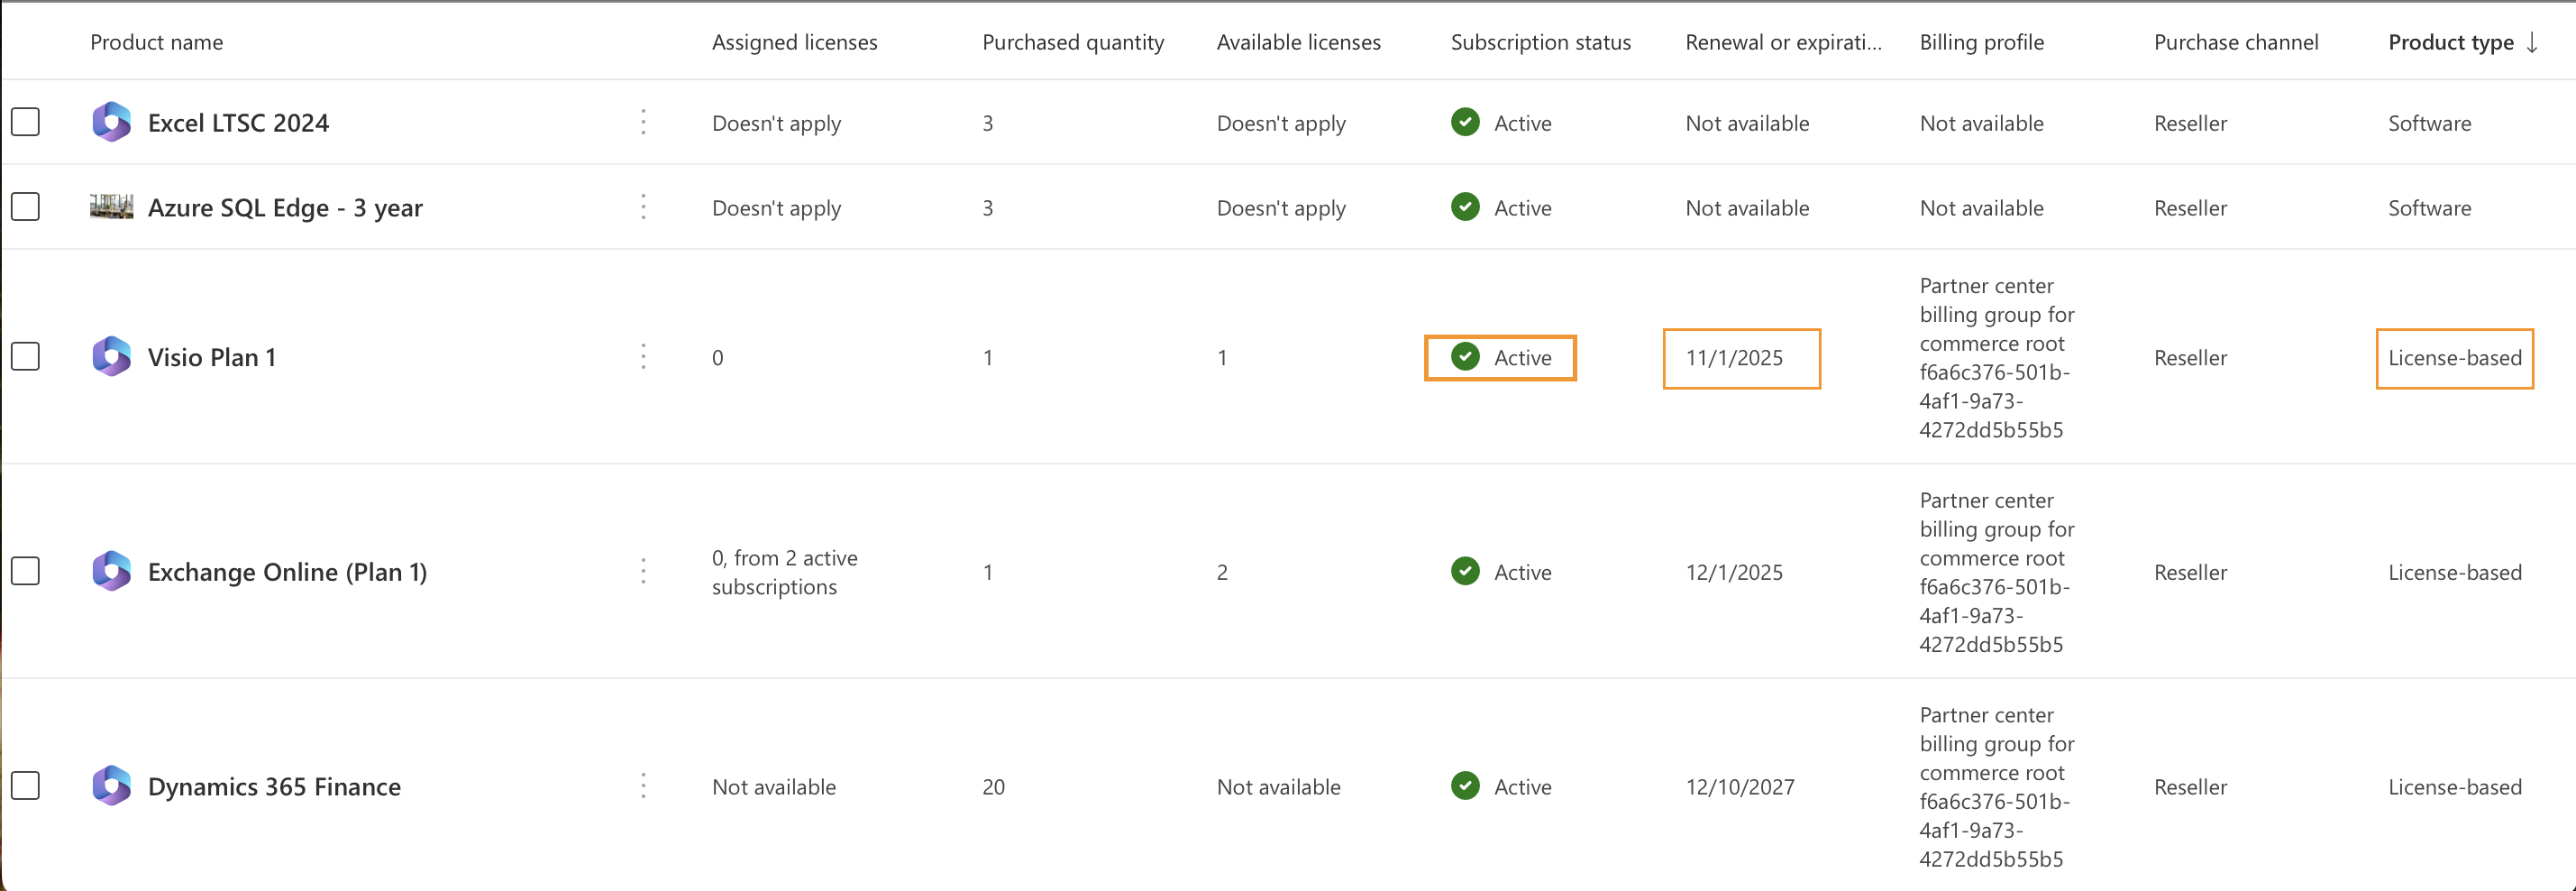 Product name Assigned licenses Purchased quantity Available licenses Subscription status Renewal or expirati... Billing profile Purchase channel Product type ↓
Excel LTSC 2024 Doesn't apply 3 Doesn't apply Active Not available Not available Reseller Software
Azure SQL Edge - 3 year Doesn't apply 3 Doesn't apply Active Not available Not available Reseller Software
Visio Plan 1 0 1 1 Active 11/1/2025
Partner center
billing group for
commerce root
f6a6c376-501b-
4af1-9a73-
4272dd5b55b5
Reseller License-based
Exchange Online (Plan 1)
0, from 2 active
subscriptions
1 2 Active 12/1/2025
Partner center
billing group for
commerce root
f6a6c376-501b-
4af1-9a73-
4272dd5b55b5
Reseller License-based
Dynamics 365 Finance Not available 20 Not available Active 12/10/2027
Partner center
billing group for
commerce root
f6a6c376-501b-
4af1-9a73-
4272dd5b55b5
Reseller License-based